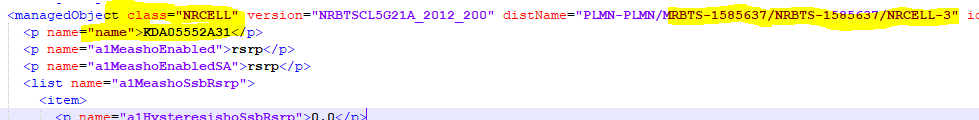 <managedObject class="NRCELL" version="NRBTSCL5G21A_2012_200" distName="PLMN-PLMN/MRBTS-1585637/NRBTS-1585637/NRCELL-3"
<p name="name">KDA05552A31</p>
<p name="a1MeashoEnabled">rsrp</p>
<p name="a1MeashoEnabledSA">rsrp</p>
<list name="a1MeashoSsbRsrp">
<item>
<p name="a1HysteresishoSsbRsrp">0.0</p>